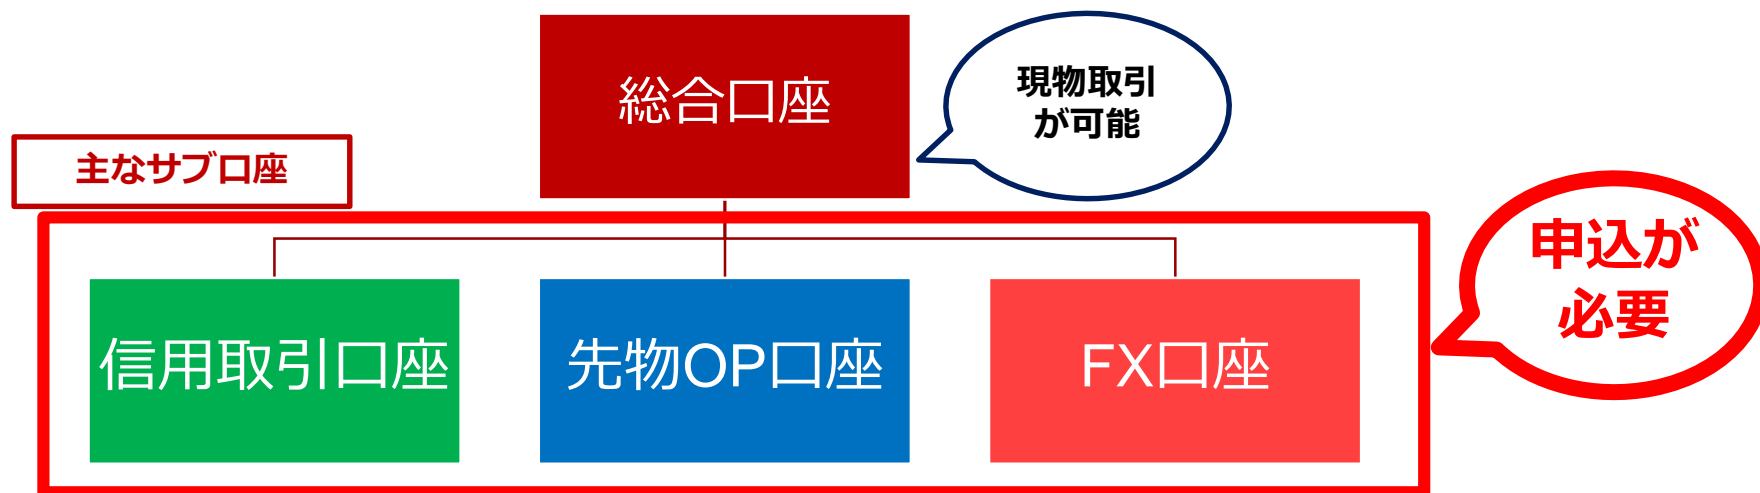 総合口座
現物取引
が可能
主なサブ口座
申込が
必要
信用取引口座
先物OP口座
FX口座